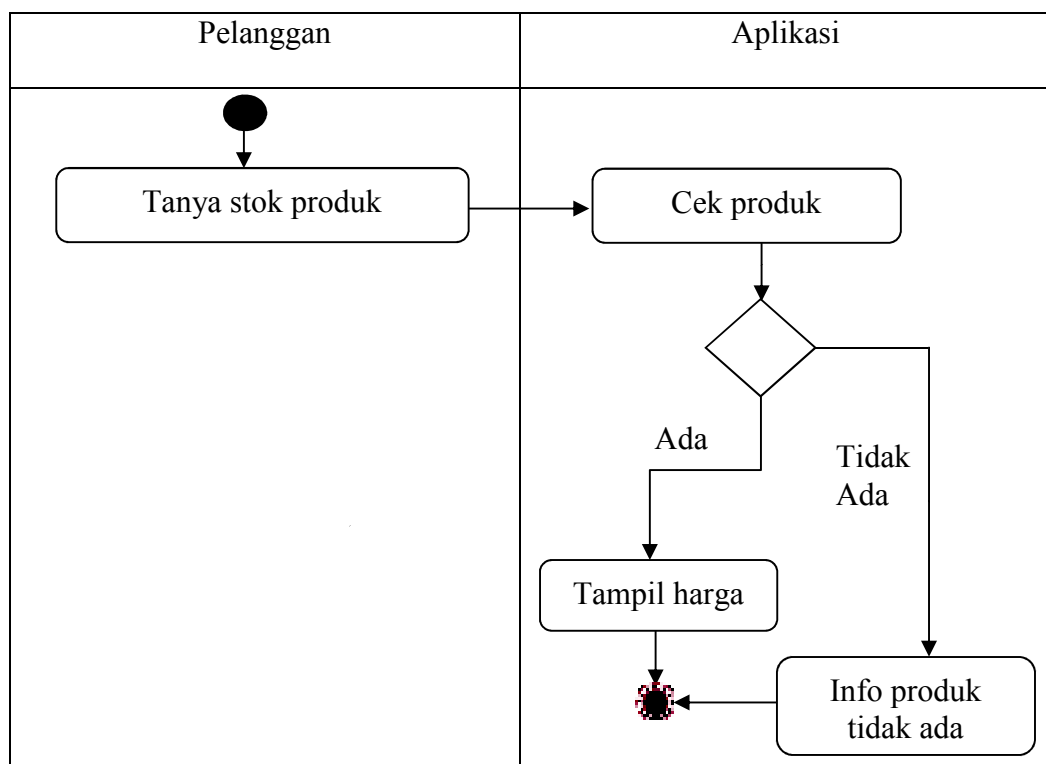 Pelanggan
Aplikasi
Tanya stok produk
Cek produk
Ada
Tidak
Ada
Tampil harga
Info produk
tidak ada